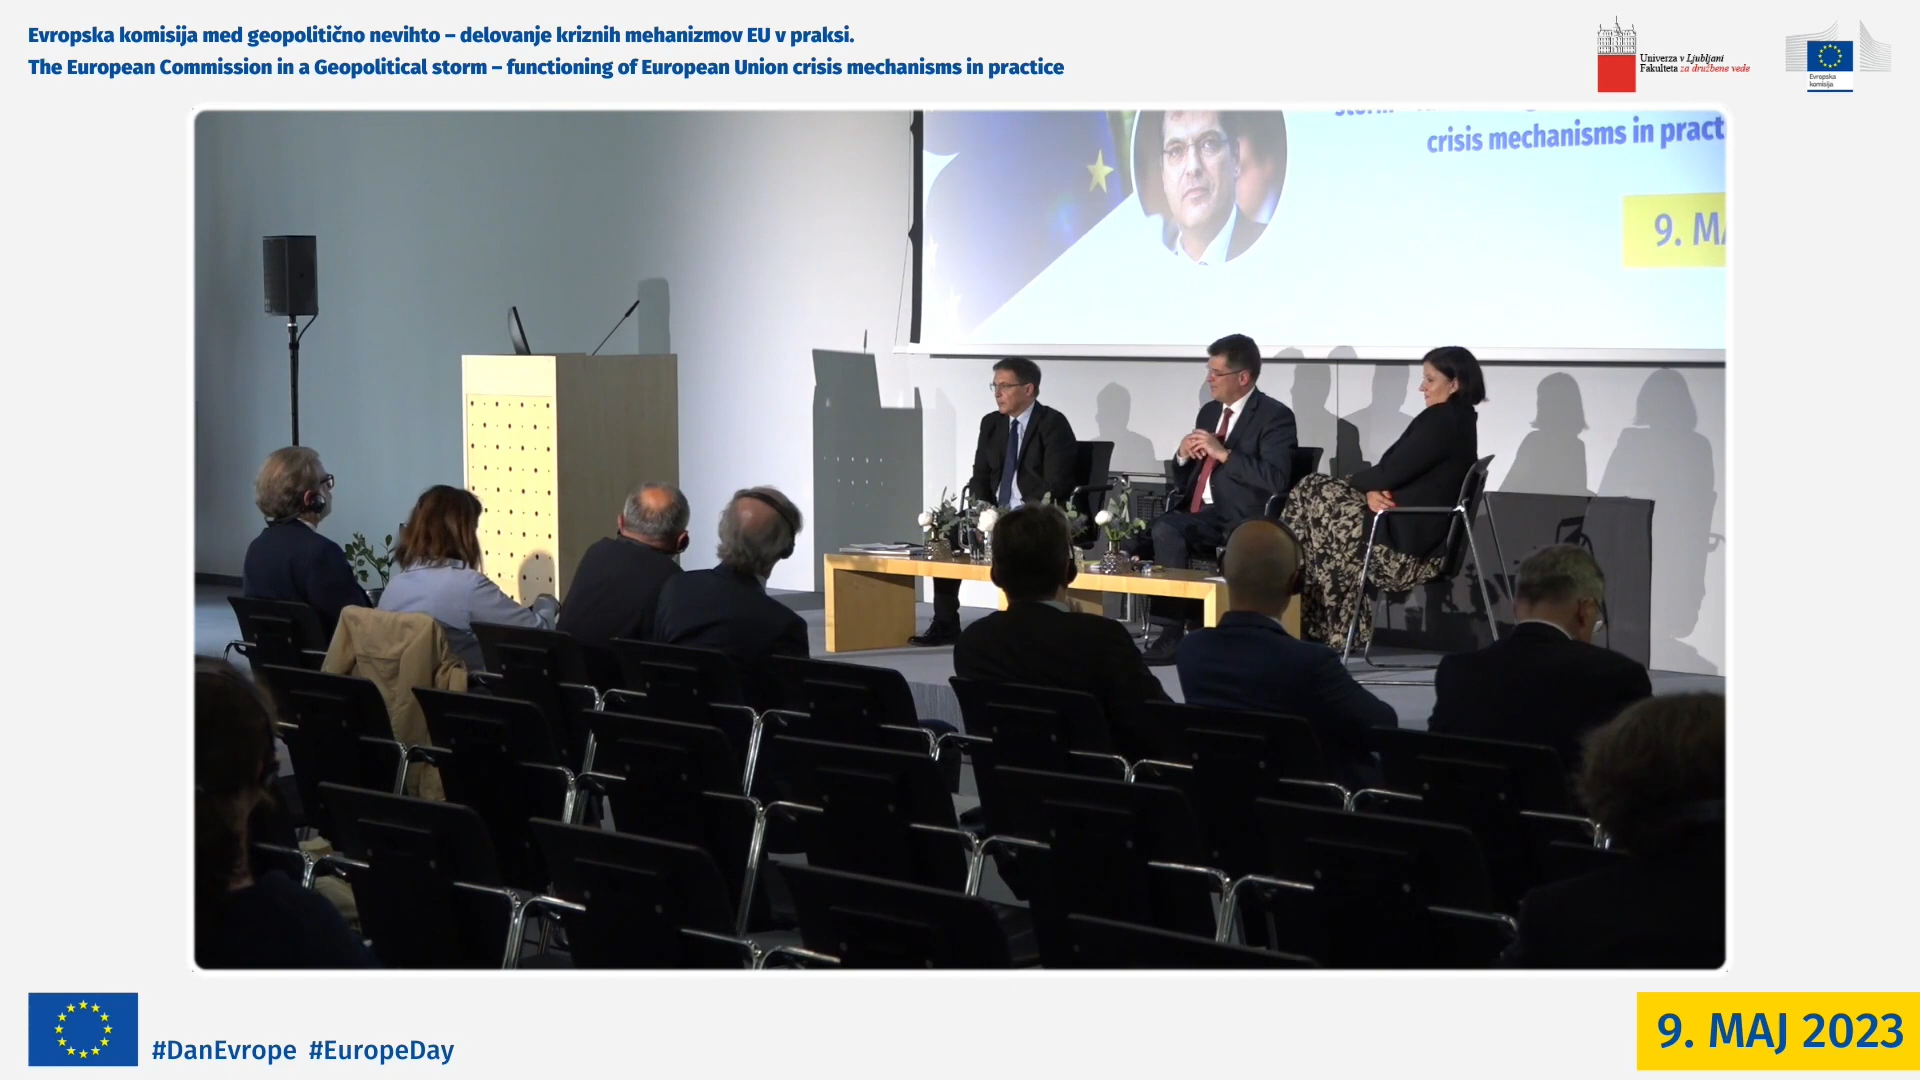 Evropska komisija med geopolitično nevihto – delovanje kriznih mehanizmov EU v praksi.
The European Commission in a Geopolitical storm – functioning of European Union crisis mechanisms in practice
Univerza v Ljubljani
Fakulteta za družbene vede
Evropska
komisija
crisis mechanisms in pract
9. MA
#DanEvrope #EuropeDay
9. MAJ 2023